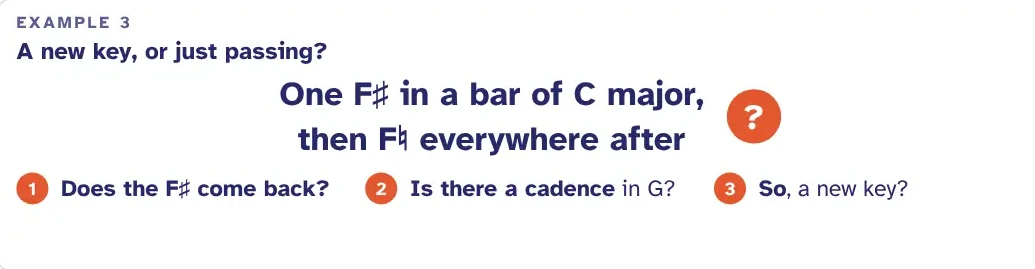 EXAMPLE 3
A new key, or just passing?
One F♯ in a bar of C major,
then F♮ everywhere after
?
1 Does the F♯ come back? 2 Is there a cadence in G? 3 So, a new key?